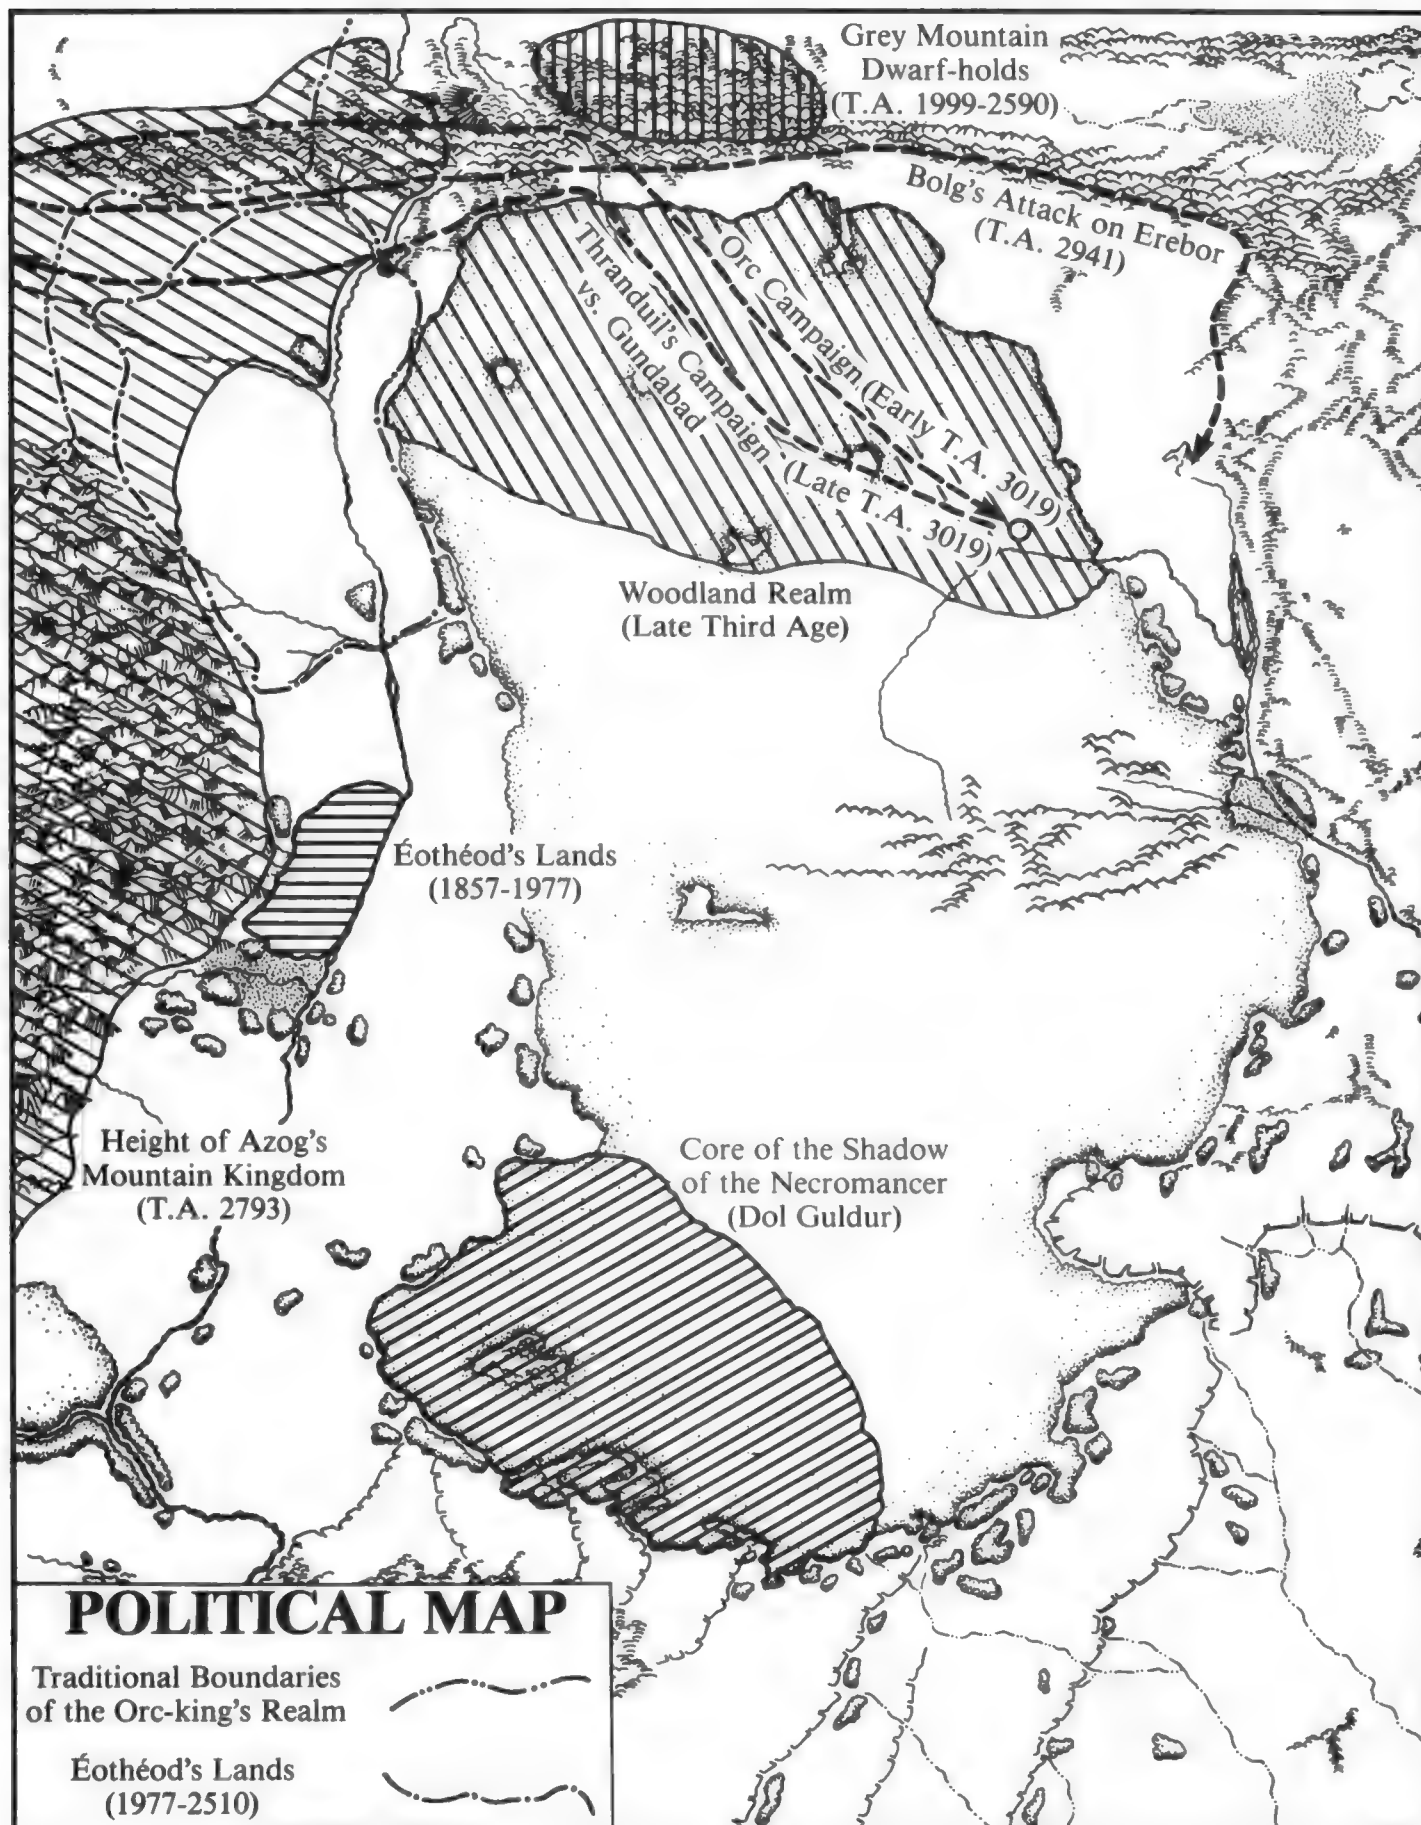 Grey Mountain
Dwarf-holds
(T.A. 1999-2590)
Bolg's Attack on Erebor
(T.A. 2941)
Orc Campaign (Early T.A. 3019)
Thranduil's Campaign (Late T.A. 3019)
vs. Gundabad
Woodland Realm
(Late Third Age)
Éothéod's Lands
(1857-1977)
Height of Azog's
Mountain Kingdom
(T.A. 2793)
Core of the Shadow
of the Necromancer
(Dol Guldur)
POLITICAL MAP
Traditional Boundaries
of the Orc-king's Realm
Éothéod's Lands
(1977-2510)